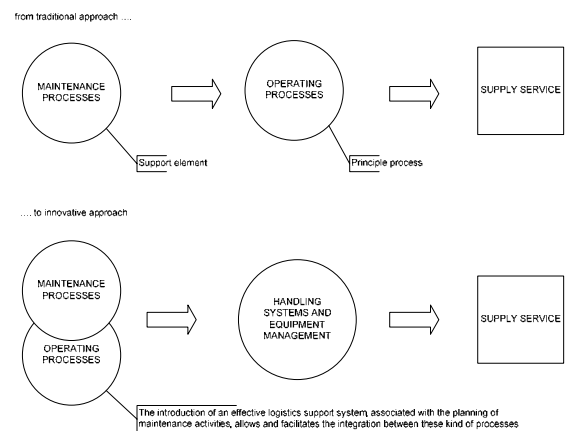 from traditional approach ....
MAINTENANCE
PROCESSES
OPERATING
PROCESSES
SUPPLY SERVICE
Support element
Principle process
.... to innovative approach
MAINTENANCE
PROCESSES
OPERATING
PROCESSES
HANDLING
SYSTEMS AND
EQUIPMENT
MANAGEMENT
SUPPLY SERVICE
The introduction of an effective logistics support system, associated with the planning of
maintenance activities, allows and facilitates the integration between these kind of processes